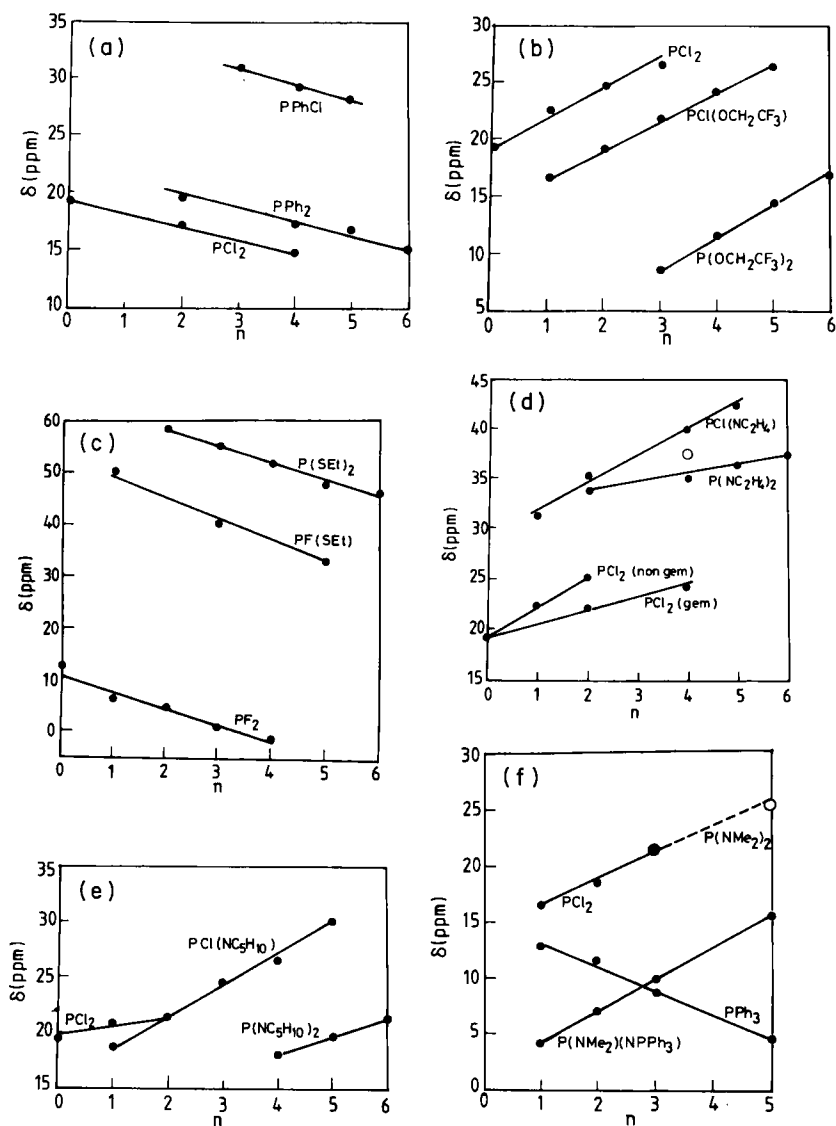 (a)
35
30
25
20
15
10
δ(ppm)
PPhCl
PPh₂
PCl₂
0 1 2 3 4 5 6
n
(b)
30
25
20
15
10
5
δ(ppm)
PCl₂
PCl(OCH₂CF₃)
P(OCH₂CF₃)₂
0 1 2 3 4 5 6
n
(c)
60
50
40
30
20
10
0
δ(ppm)
P(SEt)₂
PF(SEt)
PF₂
0 1 2 3 4 5 6
n
(d)
45
40
35
30
25
20
15
δ(ppm)
PCl(NC₂H₄)
P(NC₂H₄)₂
PCl₂ (non gem)
PCl₂ (gem)
0 1 2 3 4 5 6
n
(e)
35
30
25
20
15
δ(ppm)
PCl(NC₅H₁₀)
PCl₂
P(NC₅H₁₀)₂
0 1 2 3 4 5 6
n
(f)
30
25
20
15
10
5
0
δ(ppm)
P(NMe₂)₂
PCl₂
PPh₃
P(NMe₂)(NPPh₃)
0 1 2 3 4 5
n